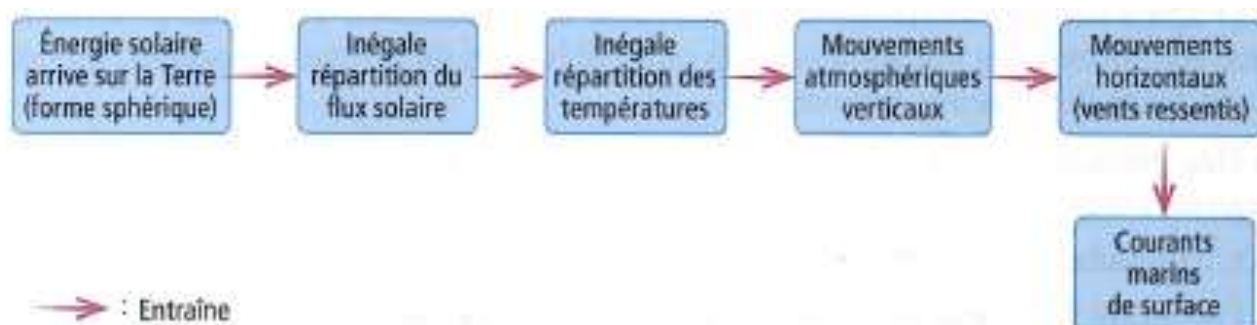 Énergie solaire
arrive sur la Terre
(forme sphérique)
Inégale
répartition du
flux solaire
Inégale
répartition des
températures
Mouvements
atmosphériques
verticaux
Mouvements
horizontaux
(vents ressentis)
Courants
marins
de surface
: Entraîne